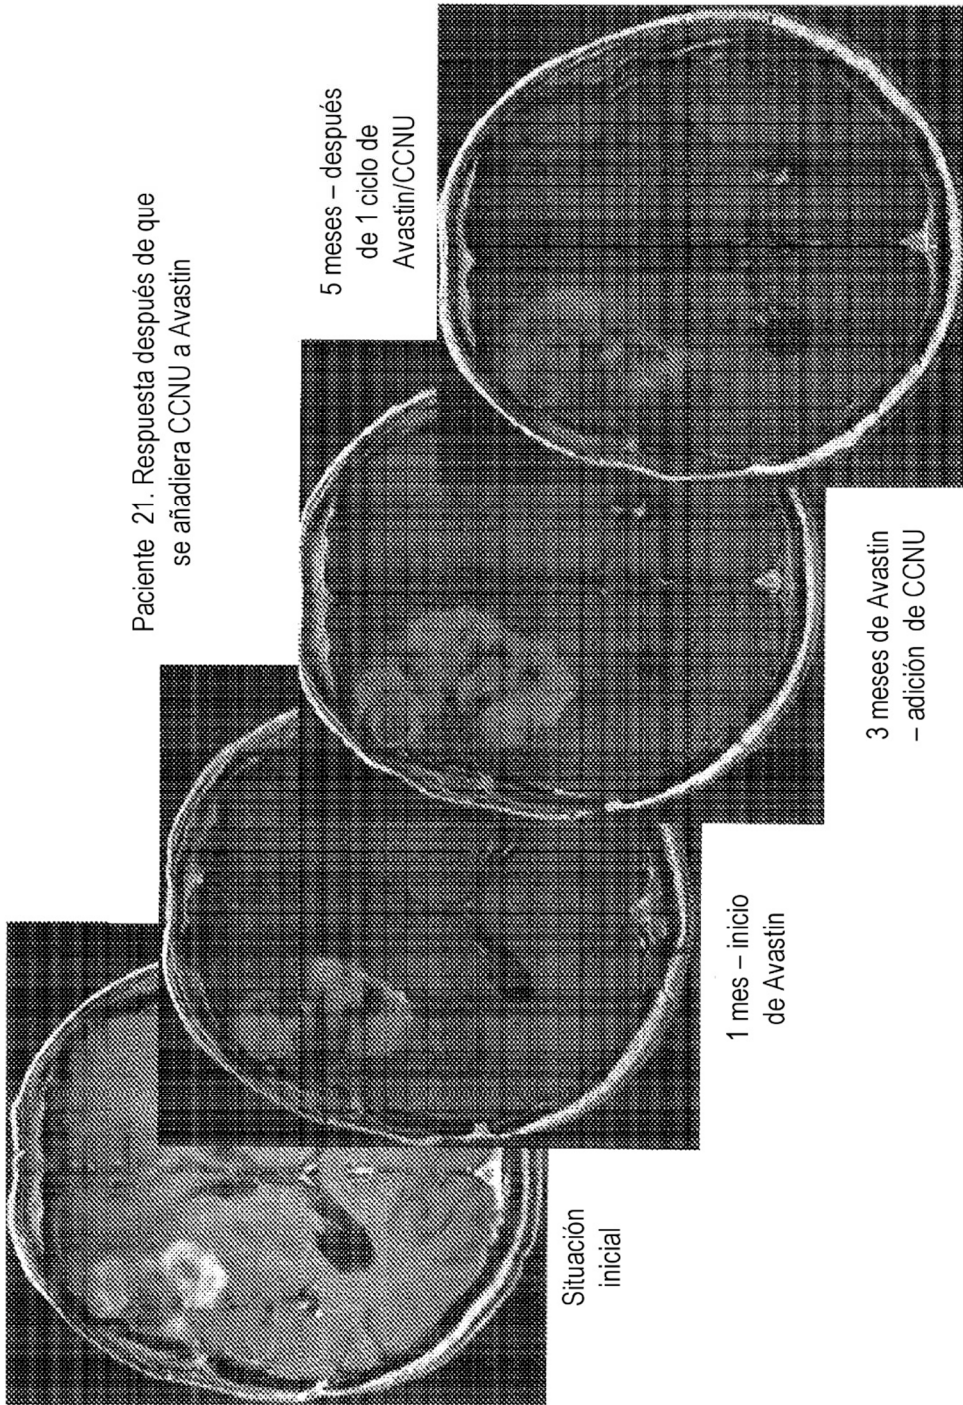 Paciente 21. Respuesta después de que
se añadiera CCNU a Avastin
Situación
inicial
1 mes – inicio
de Avastin
3 meses de Avastin
– adición de CCNU
5 meses – después
de 1 ciclo de
Avastin/CCNU